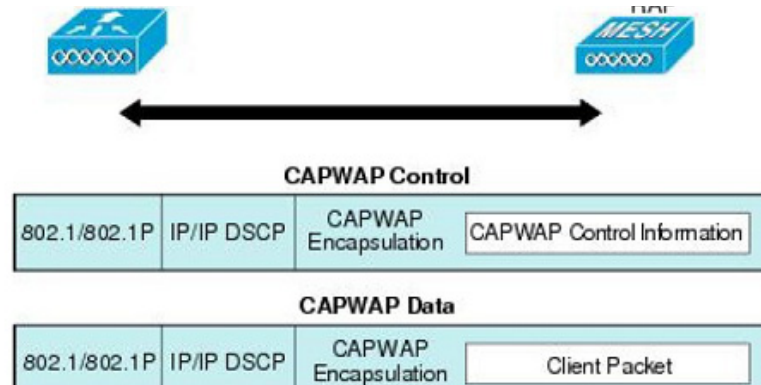 RAP
MESH
CAPWAP Control
802.1/802.1P
IP/IP DSCP
CAPWAP
Encapsulation
CAPWAP Control Information
CAPWAP Data
802.1/802.1P
IP/IP DSCP
CAPWAP
Encapsulation
Client Packet